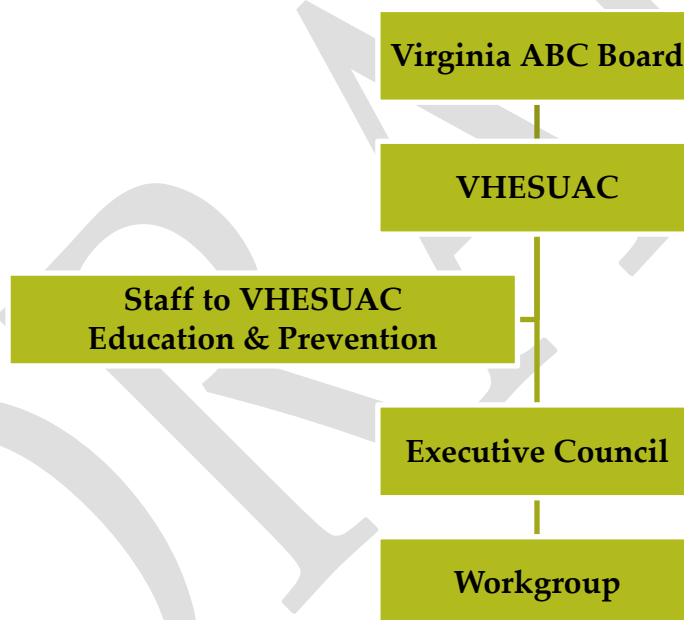 Virginia ABC Board
VHESUAC
Staff to VHESUAC
Education & Prevention
Executive Council
Workgroup